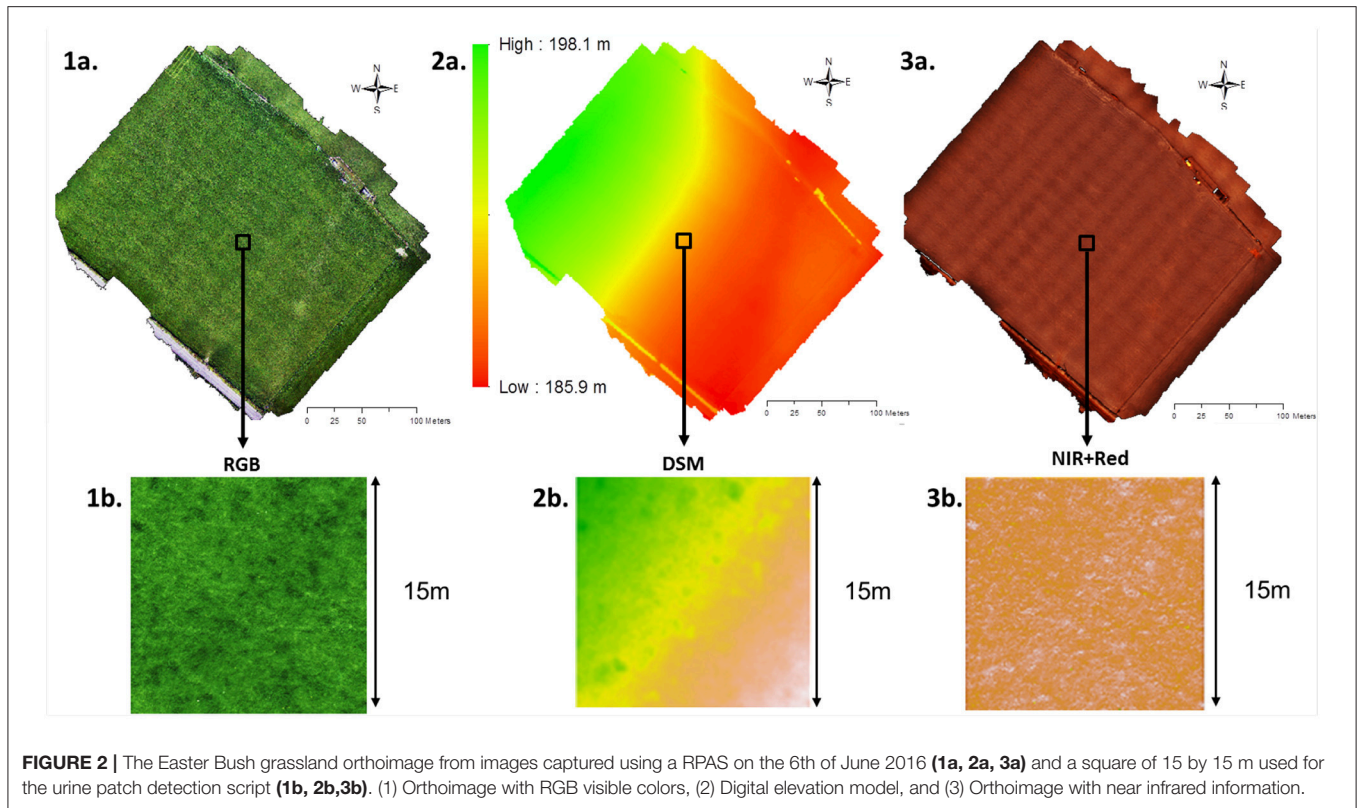 1a.
N
W E
S
0 25 50 100 Meters
2a.
High : 198.1 m
Low : 185.9 m
N
W E
S
0 25 50 100 Meters
3a.
N
W E
S
0 25 50 100 Meters
RGB
DSM
NIR+Red
1b.
15m
2b.
15m
3b.
15m
FIGURE 2 | The Easter Bush grassland orthoimage from images captured using a RPAS on the 6th of June 2016 (1a, 2a, 3a) and a square of 15 by 15 m used for
the urine patch detection script (1b, 2b,3b). (1) Orthoimage with RGB visible colors, (2) Digital elevation model, and (3) Orthoimage with near infrared information.